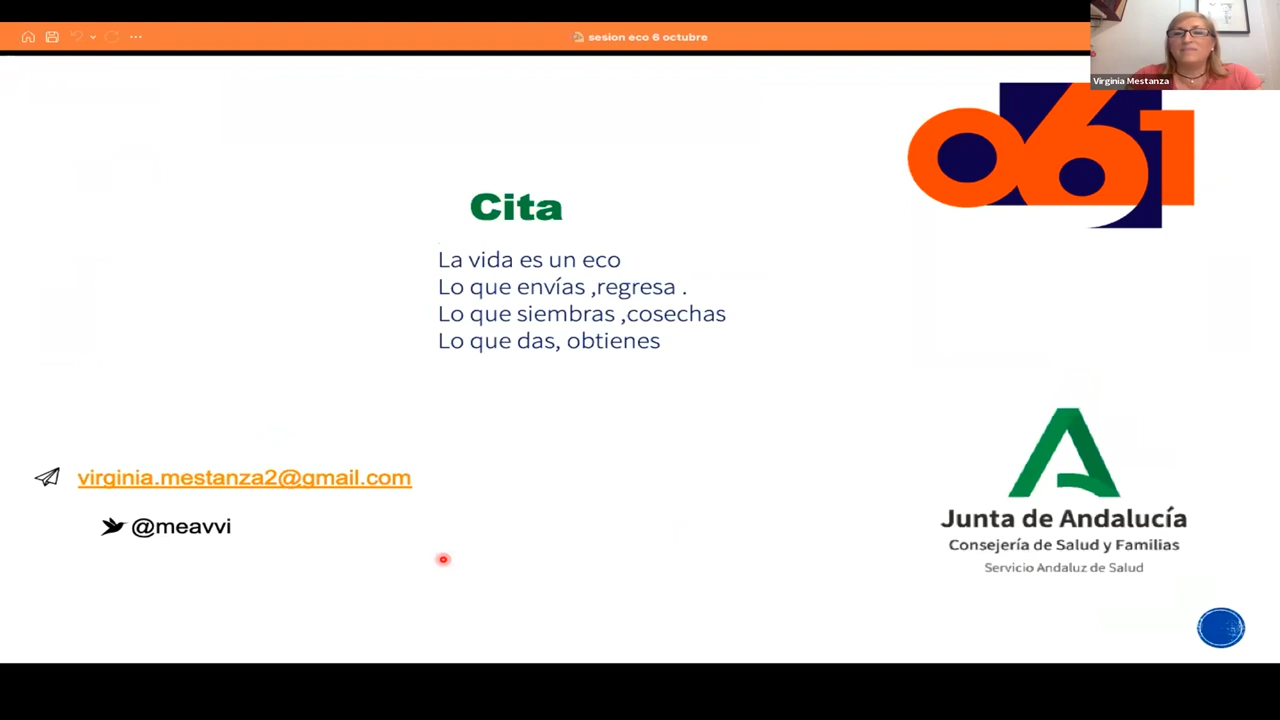 sesion eco 6 octubre
Virginia Mestanza
061
Cita
La vida es un eco
Lo que envías ,regresa .
Lo que siembras ,cosechas
Lo que das, obtienes
virginia.mestanza2@gmail.com
@meavvi
Junta de Andalucía
Consejería de Salud y Familias
Servicio Andaluz de Salud